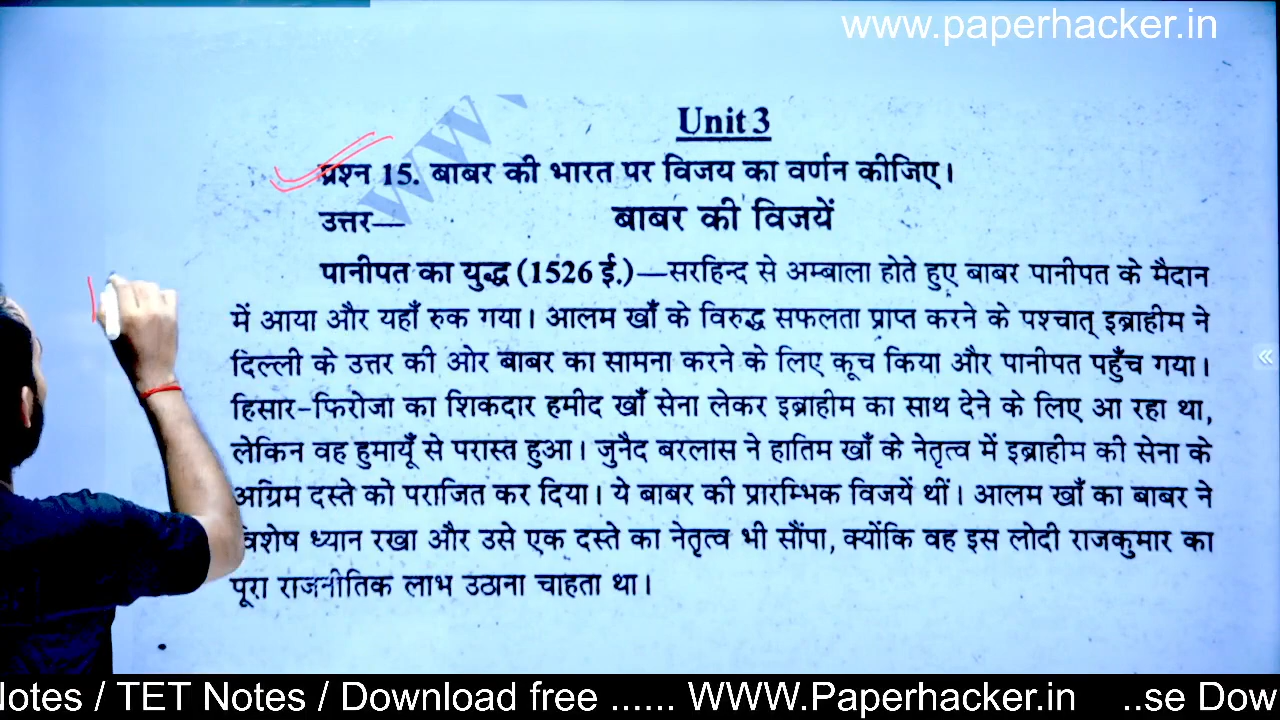 www.paperhacker.in
Unit 3
प्रश्न 15. बाबर की भारत पर विजय का वर्णन कीजिए।
उत्तर— बाबर की विजयें
पानीपत का युद्ध (1526 ई.)—सरहिन्द से अम्बाला होते हुए बाबर पानीपत के मैदान
में आया और यहाँ रुक गया। आलम खाँ के विरुद्ध सफलता प्राप्त करने के पश्चात् इब्राहीम ने
दिल्ली के उत्तर की ओर बाबर का सामना करने के लिए कूच किया और पानीपत पहुँच गया।
हिसार-फिरोजा का शिकदार हमीद खाँ सेना लेकर इब्राहीम का साथ देने के लिए आ रहा था,
लेकिन वह हुमायूँ से परास्त हुआ। जुनैद बरलास ने हातिम खाँ के नेतृत्व में इब्राहीम की सेना के
अग्रिम दस्ते को पराजित कर दिया। ये बाबर की प्रारम्भिक विजयें थीं। आलम खाँ का बाबर ने
विशेष ध्यान रखा और उसे एक दस्ते का नेतृत्व भी सौंपा, क्योंकि वह इस लोदी राजकुमार का
पूरा राजनीतिक लाभ उठाना चाहता था।
Notes / TET Notes / Download free ...... WWW.Paperhacker.in ..se Dow